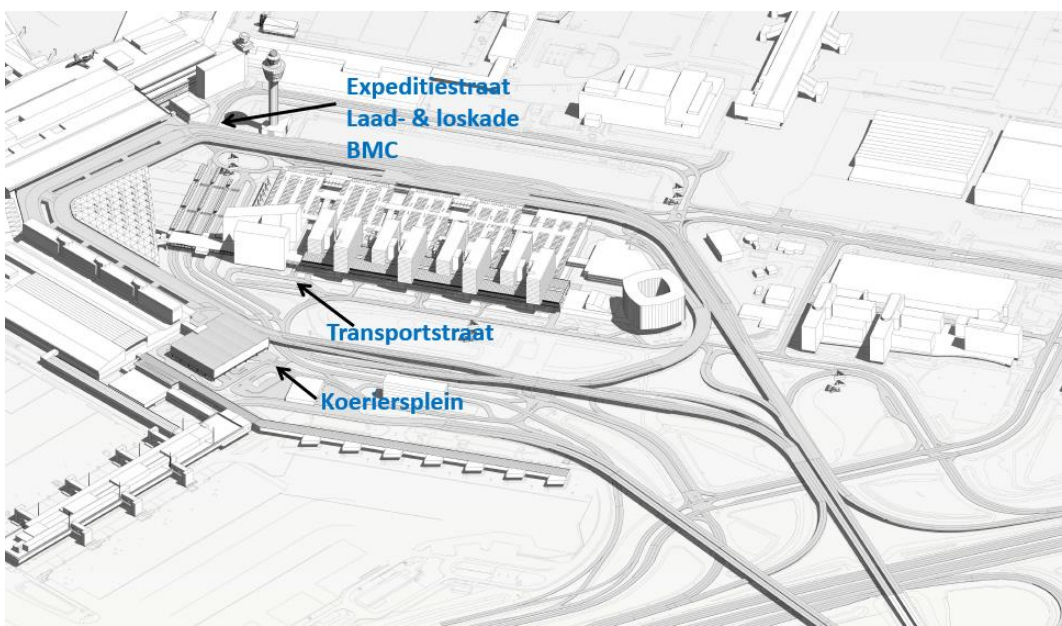 Expeditiestraat
Laad- & loskade
BMC
Transportstraat
Koeriersplein